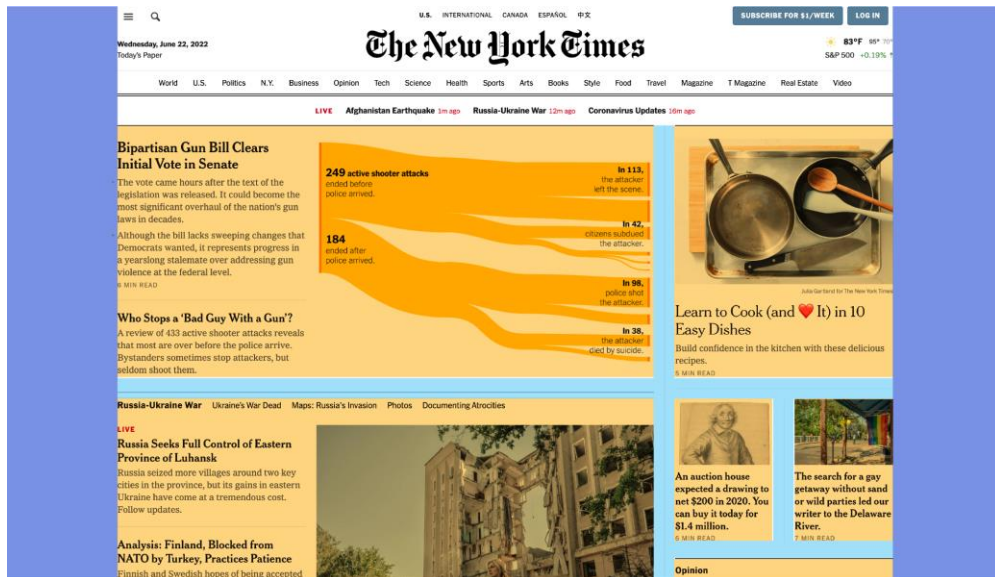 U.S. INTERNATIONAL CANADA ESPAÑOL 中文
SUBSCRIBE FOR $1/WEEK LOG IN
Wednesday, June 22, 2022
Today's Paper
The New York Times
83°F 95° 70°
S&P 500 +0.19%
World U.S. Politics N.Y. Business Opinion Tech Science Health Sports Arts Books Style Food Travel Magazine T Magazine Real Estate Video
LIVE Afghanistan Earthquake 1m ago Russia-Ukraine War 12m ago Coronavirus Updates 16m ago
Bipartisan Gun Bill Clears
Initial Vote in Senate
The vote came hours after the text of the
legislation was released. It could become the
most significant overhaul of the nation's gun
laws in decades.
Although the bill lacks sweeping changes that
Democrats wanted, it represents progress in
a yearslong stalemate over addressing gun
violence at the federal level.
6 MIN READ
Who Stops a 'Bad Guy With a Gun'?
A review of 433 active shooter attacks reveals
that most are over before the police arrive.
Bystanders sometimes stop attackers, but
seldom shoot them.
249 active shooter attacks
ended before
police arrived.
184
ended after
police arrived.
In 113,
the attacker
left the scene.
In 42,
citizens subdued
the attacker.
In 98,
police shot
the attacker.
In 38,
the attacker
died by suicide.
Julia Gartland for The New York Times
Learn to Cook (and ❤️ It) in 10
Easy Dishes
Build confidence in the kitchen with these delicious
recipes.
5 MIN READ
Russia-Ukraine War Ukraine's War Dead Maps: Russia's Invasion Photos Documenting Atrocities
LIVE
Russia Seeks Full Control of Eastern
Province of Luhansk
Russia seized more villages around two key
cities in the province, but its gains in eastern
Ukraine have come at a tremendous cost.
Follow updates.
Analysis: Finland, Blocked from
NATO by Turkey, Practices Patience
Finnish and Swedish hopes of being accepted
An auction house
expected a drawing to
net $200 in 2020. You
can buy it today for
$1.4 million.
6 MIN READ
The search for a gay
getaway without sand
or wild parties led our
writer to the Delaware
River.
7 MIN READ
Opinion